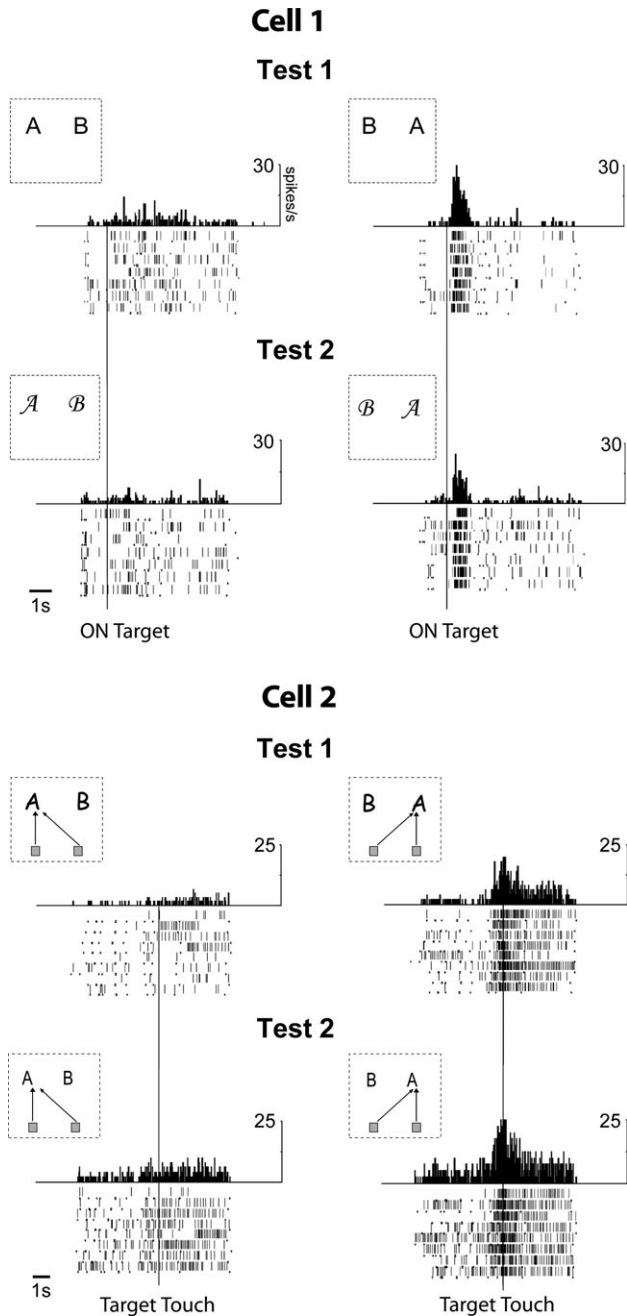 Cell 1
Test 1
A B
B A
30
spikes/s
30
Test 2
𝒜 ℬ
ℬ 𝒜
30
30
1s
ON Target
ON Target
Cell 2
Test 1
A B
B A
25
25
Test 2
A B
B A
25
25
1s
Target Touch
Target Touch